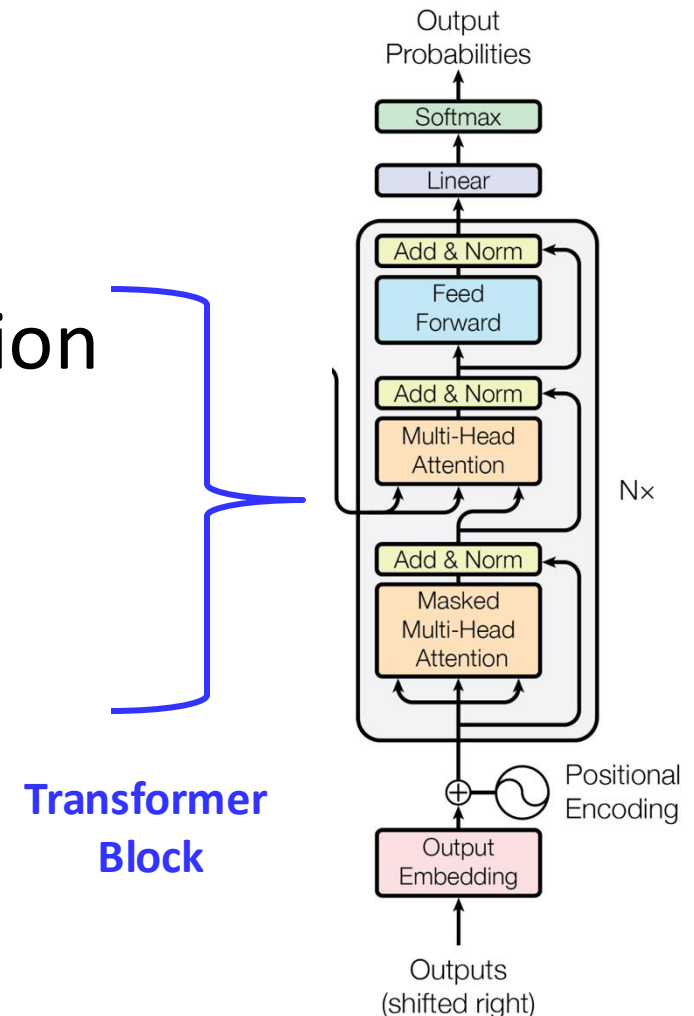 Output
Probabilities
Softmax
Linear
Add & Norm
Feed
Forward
ion
Add & Norm
Multi-Head
Attention
N×
Add & Norm
Masked
Multi-Head
Attention
Transformer
Block
Positional
Encoding
Output
Embedding
Outputs
(shifted right)